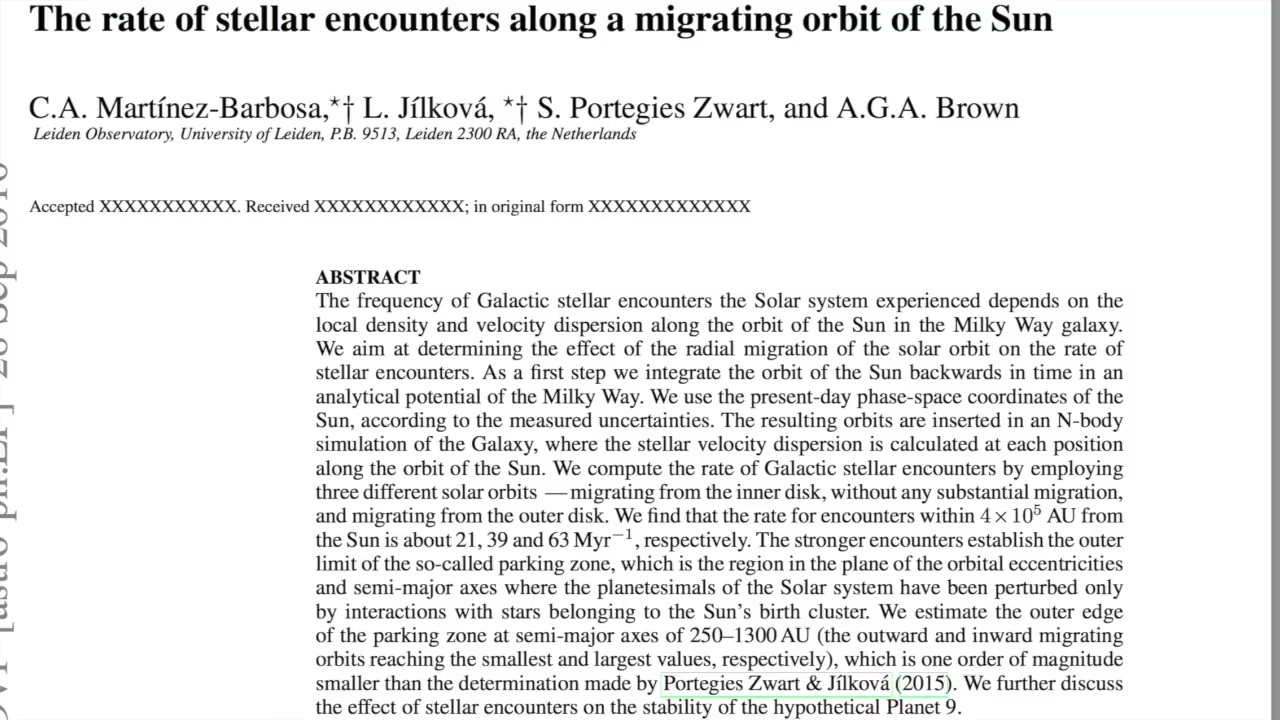 The rate of stellar encounters along a migrating orbit of the Sun
C.A. Martínez-Barbosa,⋆† L. Jílková, ⋆† S. Portegies Zwart, and A.G.A. Brown
Leiden Observatory, University of Leiden, P.B. 9513, Leiden 2300 RA, the Netherlands
Accepted XXXXXXXXXXX. Received XXXXXXXXXXXX; in original form XXXXXXXXXXXXX
ABSTRACT
The frequency of Galactic stellar encounters the Solar system experienced depends on the
local density and velocity dispersion along the orbit of the Sun in the Milky Way galaxy.
We aim at determining the effect of the radial migration of the solar orbit on the rate of
stellar encounters. As a first step we integrate the orbit of the Sun backwards in time in an
analytical potential of the Milky Way. We use the present-day phase-space coordinates of the
Sun, according to the measured uncertainties. The resulting orbits are inserted in an N-body
simulation of the Galaxy, where the stellar velocity dispersion is calculated at each position
along the orbit of the Sun. We compute the rate of Galactic stellar encounters by employing
three different solar orbits —migrating from the inner disk, without any substantial migration,
and migrating from the outer disk. We find that the rate for encounters within 4×10⁵ AU from
the Sun is about 21, 39 and 63 Myr⁻¹, respectively. The stronger encounters establish the outer
limit of the so-called parking zone, which is the region in the plane of the orbital eccentricities
and semi-major axes where the planetesimals of the Solar system have been perturbed only
by interactions with stars belonging to the Sun's birth cluster. We estimate the outer edge
of the parking zone at semi-major axes of 250–1300 AU (the outward and inward migrating
orbits reaching the smallest and largest values, respectively), which is one order of magnitude
smaller than the determination made by Portegies Zwart & Jílková (2015). We further discuss
the effect of stellar encounters on the stability of the hypothetical Planet 9.